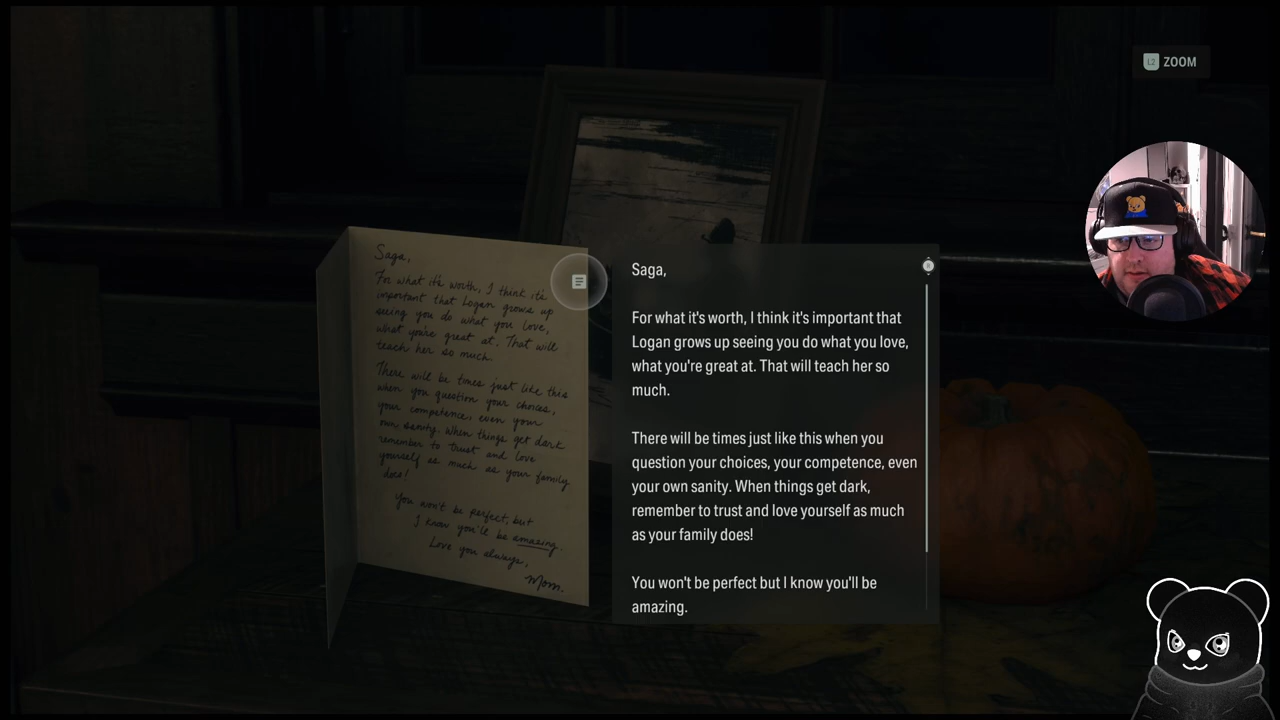 L2 ZOOM
Saga,
For what it's worth, I think it's
important that Logan grows up
seeing you do what you love,
what you're great at. That will
teach her so much.
There will be times just like this
when you question your choices,
your competence, even your
own sanity. When things get dark
remember to trust and love
yourself as much as your family
does!
You won't be perfect, but
I know you'll be amazing.
Love you always,
Mom.
Saga,
For what it's worth, I think it's important that
Logan grows up seeing you do what you love,
what you're great at. That will teach her so
much.
There will be times just like this when you
question your choices, your competence, even
your own sanity. When things get dark,
remember to trust and love yourself as much
as your family does!
You won't be perfect but I know you'll be
amazing.
R